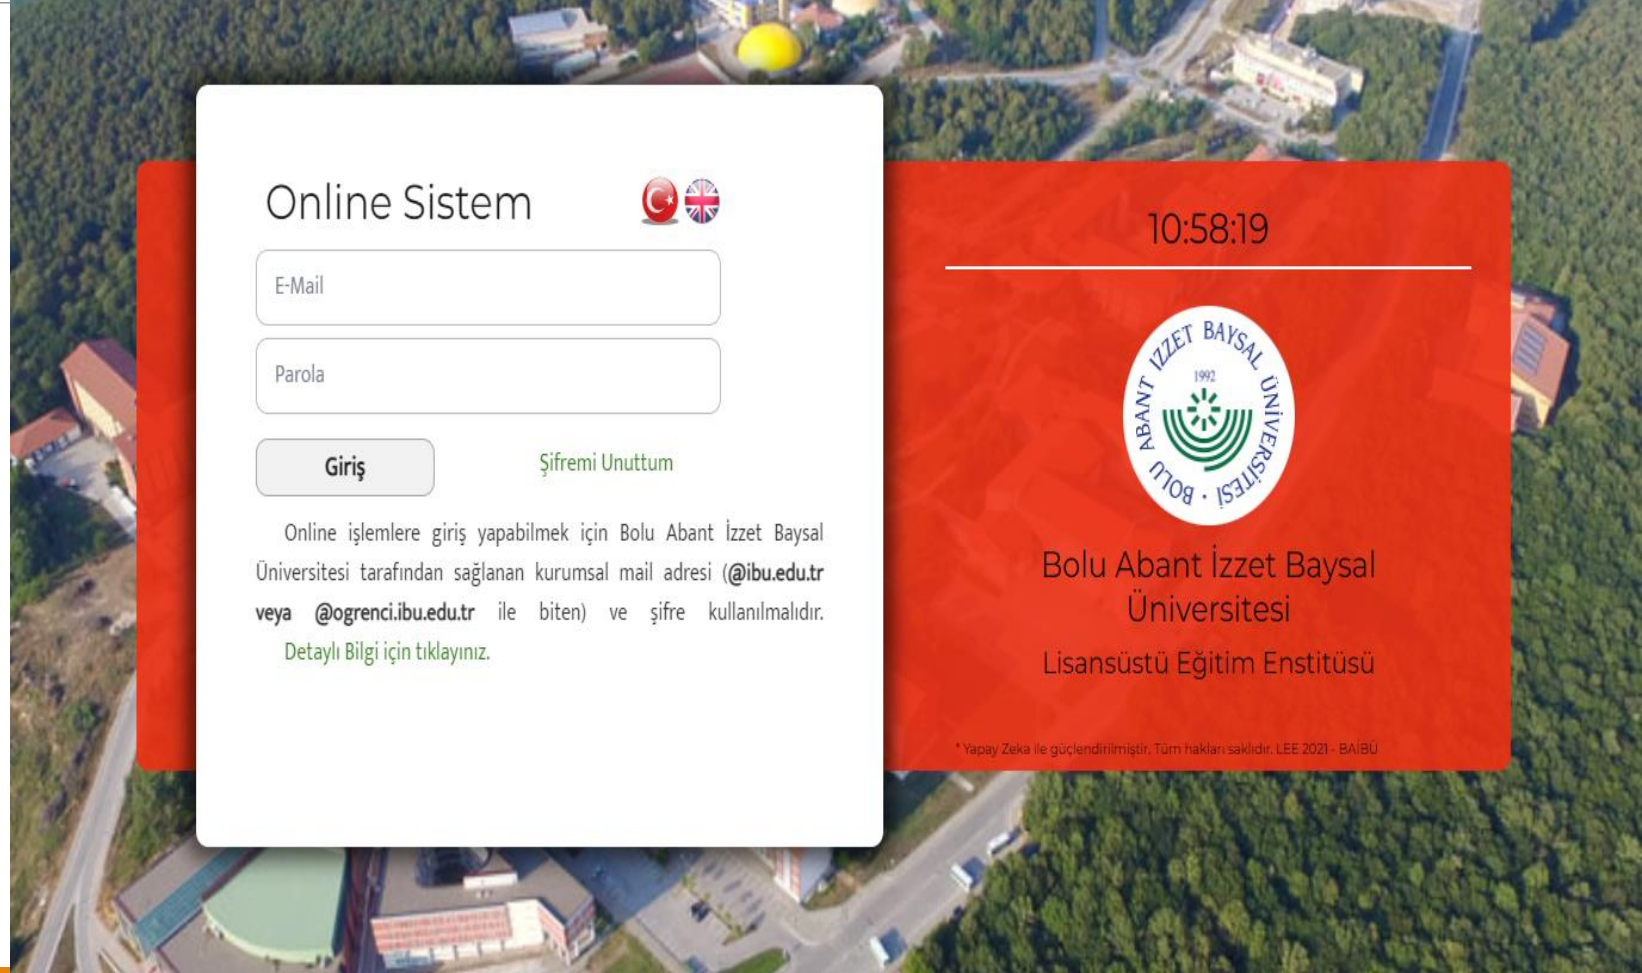 Online Sistem
E-Mail
Parola
Giriş
Şifremi Unuttum
Online işlemlere giriş yapabilmek için Bolu Abant İzzet Baysal
Üniversitesi tarafından sağlanan kurumsal mail adresi (@ibu.edu.tr
veya @ogrenci.ibu.edu.tr ile biten) ve şifre kullanılmalıdır.
Detaylı Bilgi için tıklayınız.
10:58:19
BOLU ABANT IZZET BAYSAL ÜNİVERSİTESİ
1992
Bolu Abant İzzet Baysal
Üniversitesi
Lisansüstü Eğitim Enstitüsü
* Yapay Zeka ile güçlendirilmiştir. Tüm hakları saklıdır. LEE 2021 - BAİBÜ